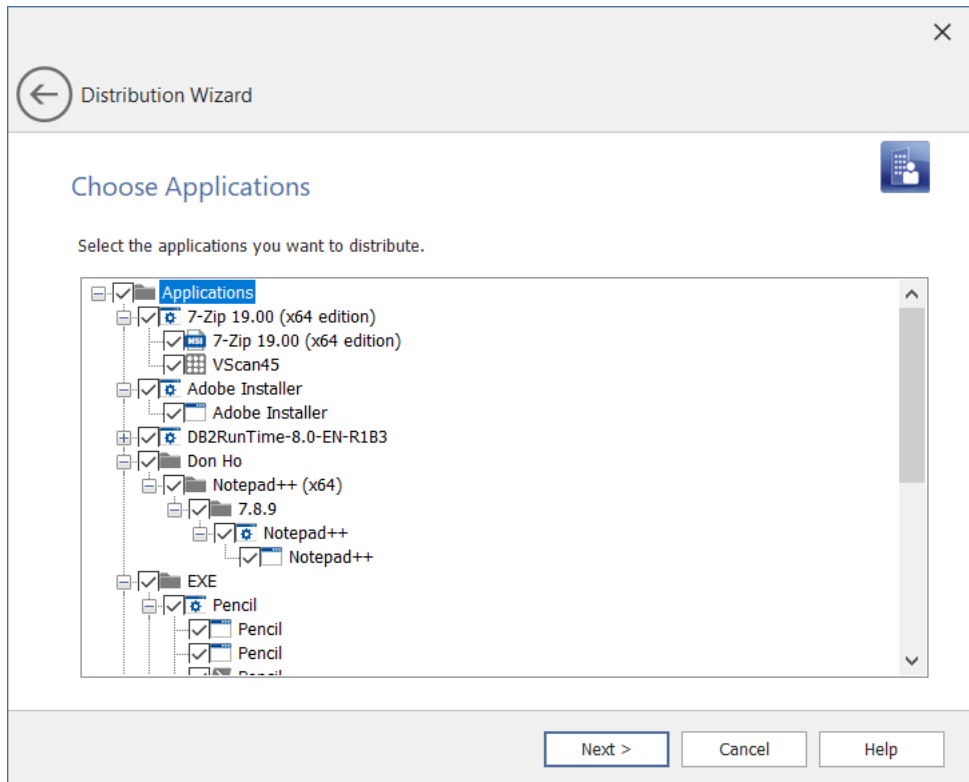 Distribution Wizard
Choose Applications
Select the applications you want to distribute.
Applications
7-Zip 19.00 (x64 edition)
MSI 7-Zip 19.00 (x64 edition)
VScan45
Adobe Installer
Adobe Installer
DB2RunTime-8.0-EN-R1B3
Don Ho
Notepad++ (x64)
7.8.9
Notepad++
Notepad++
EXE
Pencil
Pencil
Pencil
Pencil
Next >
Cancel
Help